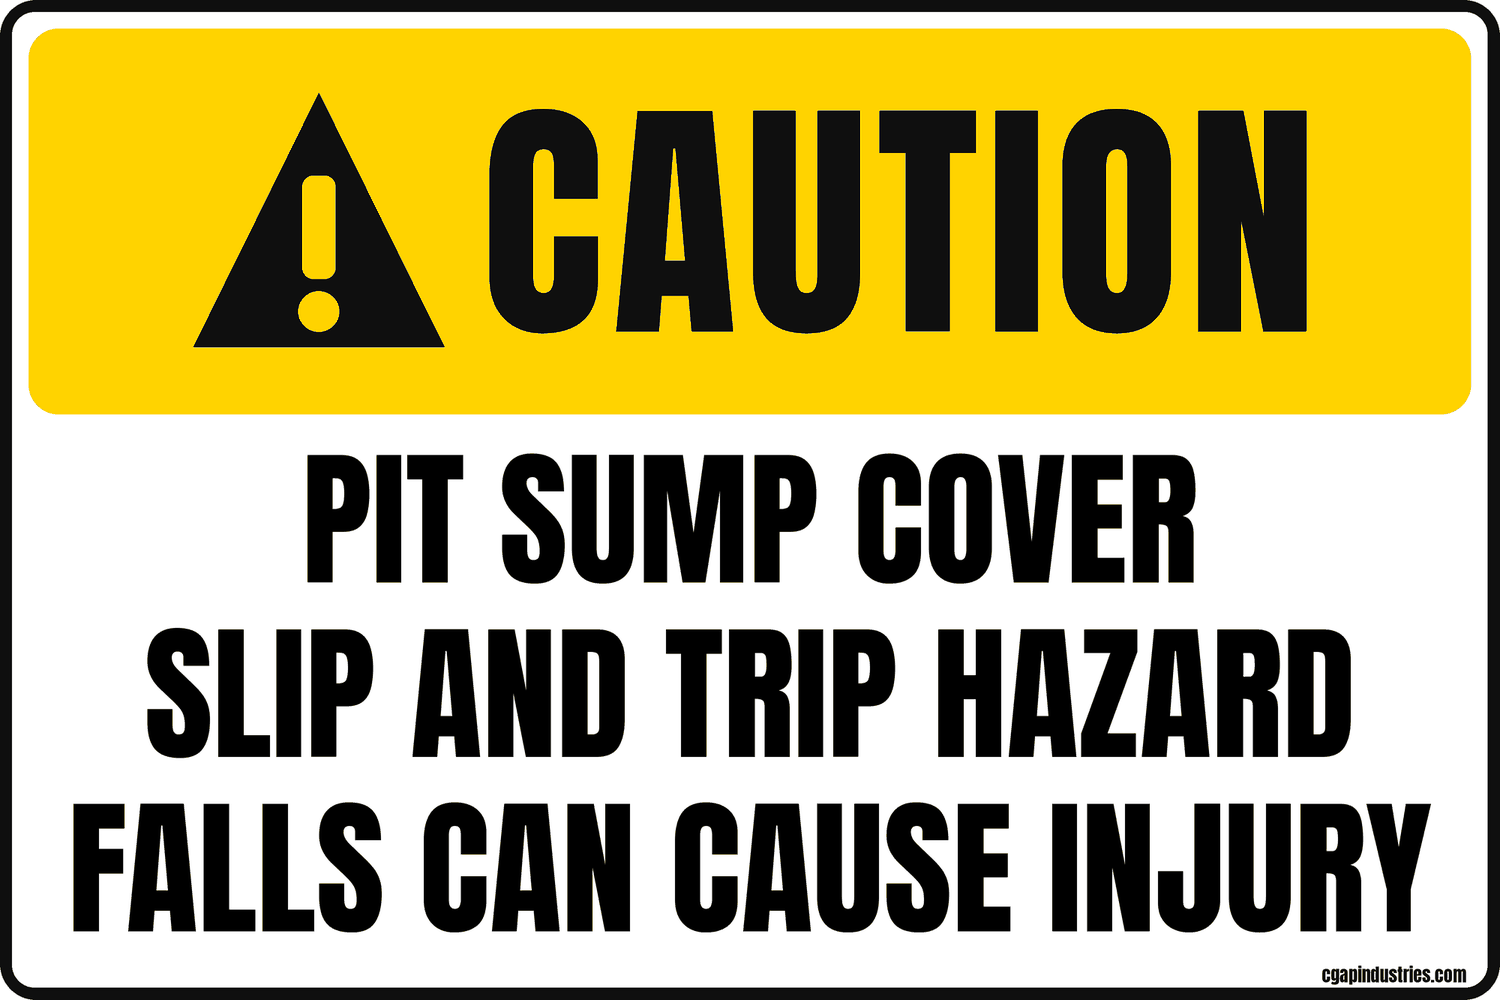 CAUTION
PIT SUMP COVER
SLIP AND TRIP HAZARD
FALLS CAN CAUSE INJURY
cgapindustries.com